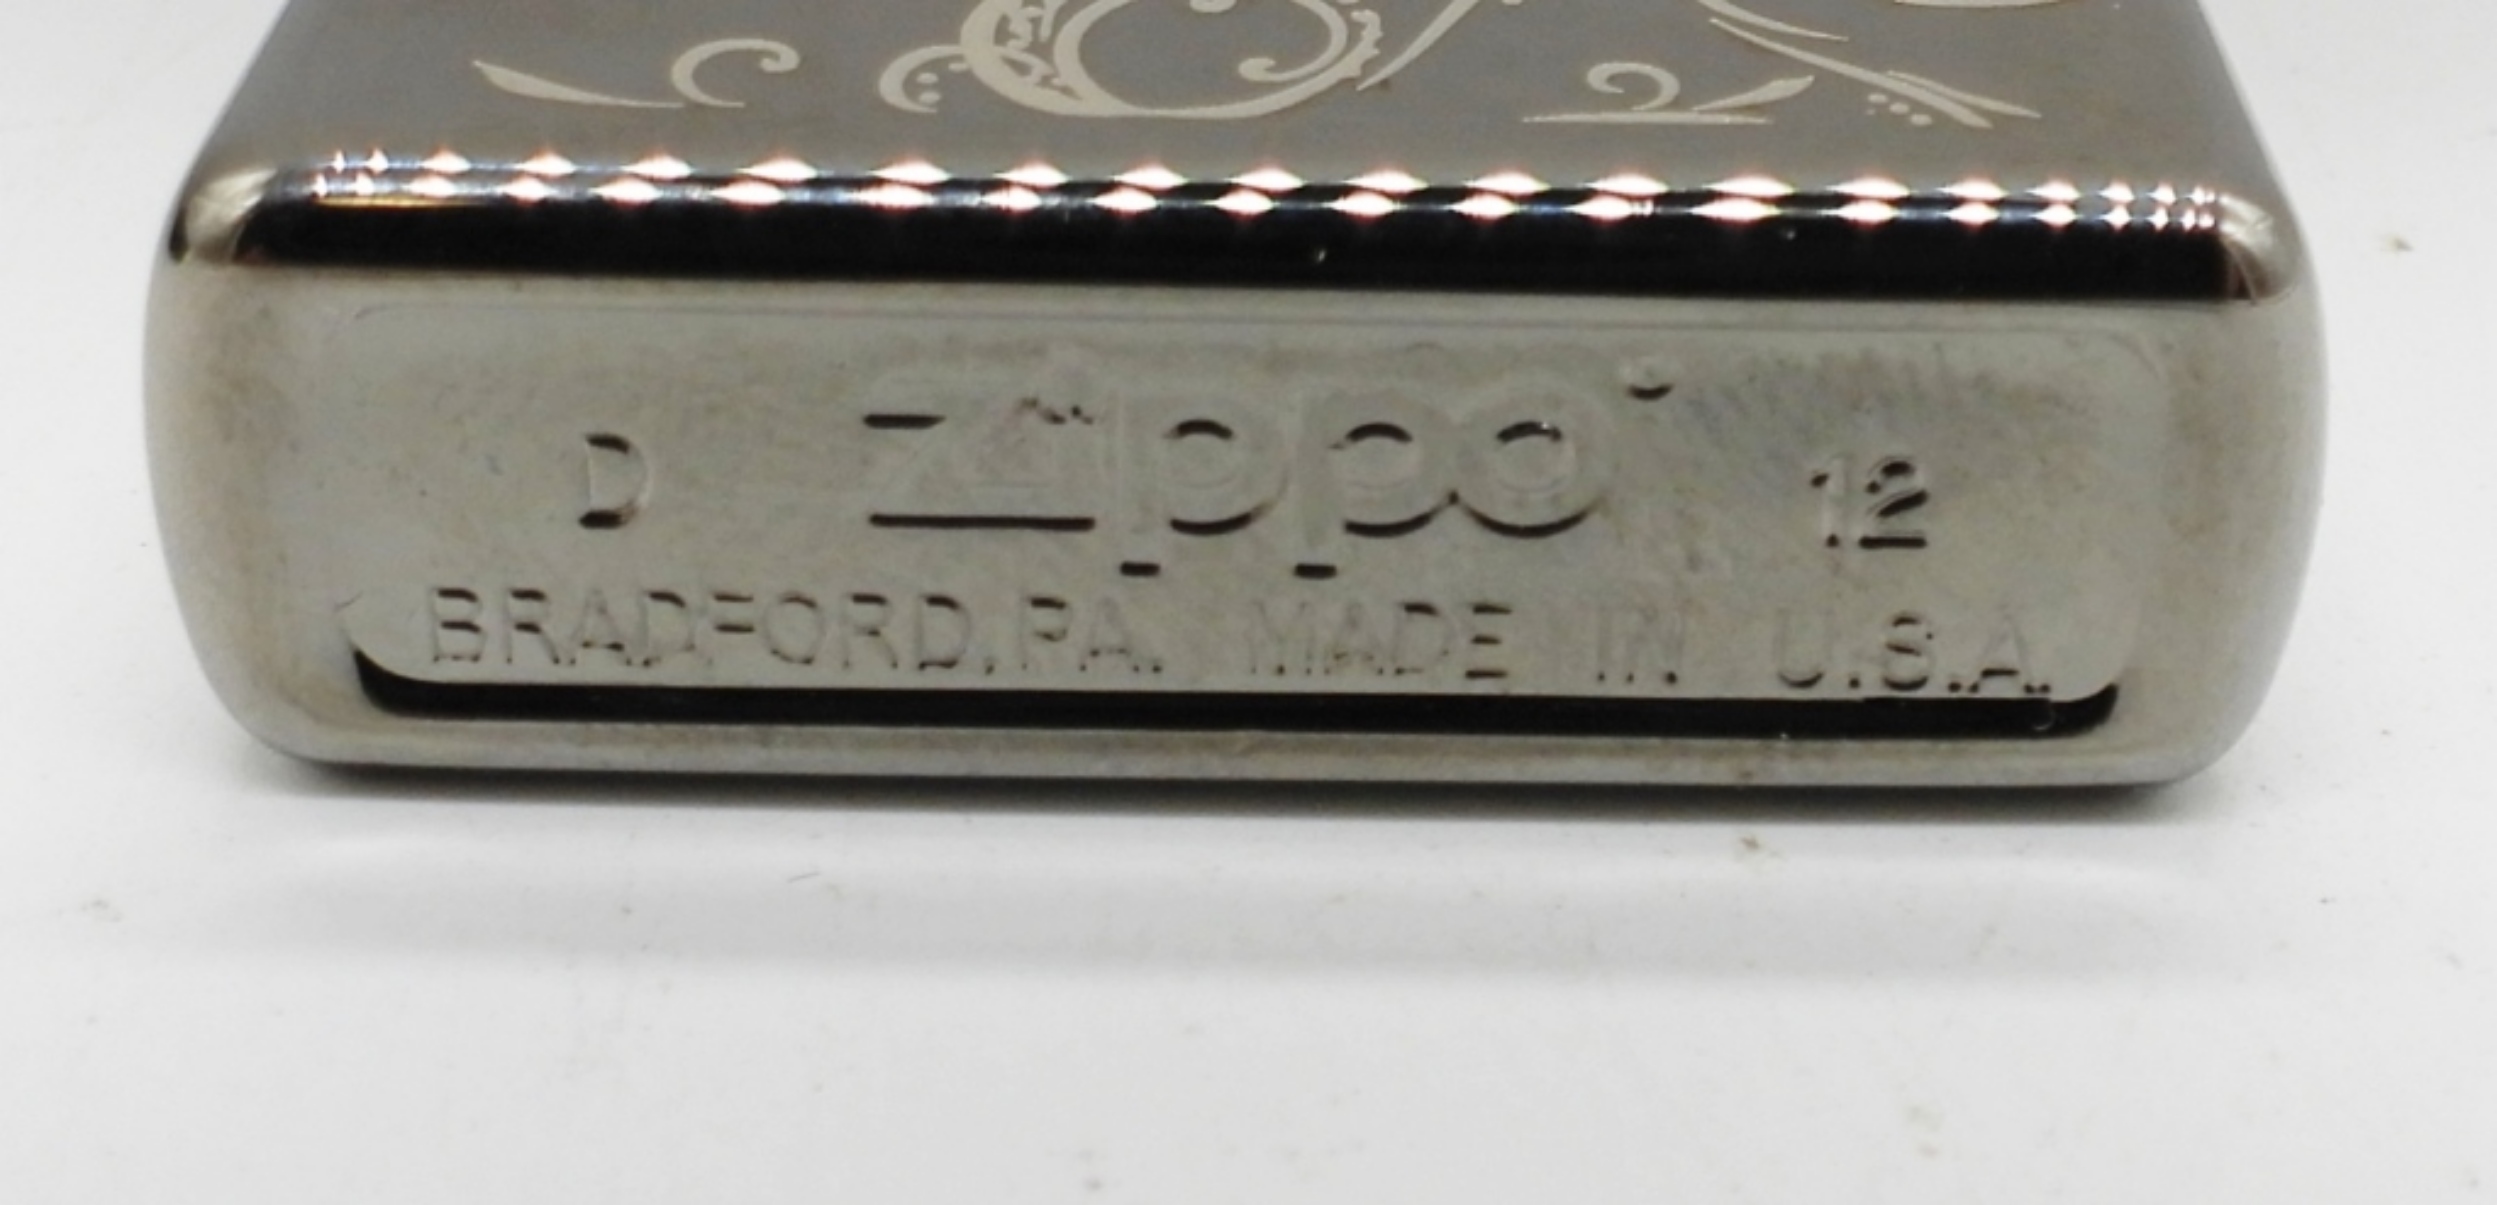 D Zippo 12
BRADFORD, PA. MADE IN U.S.A.